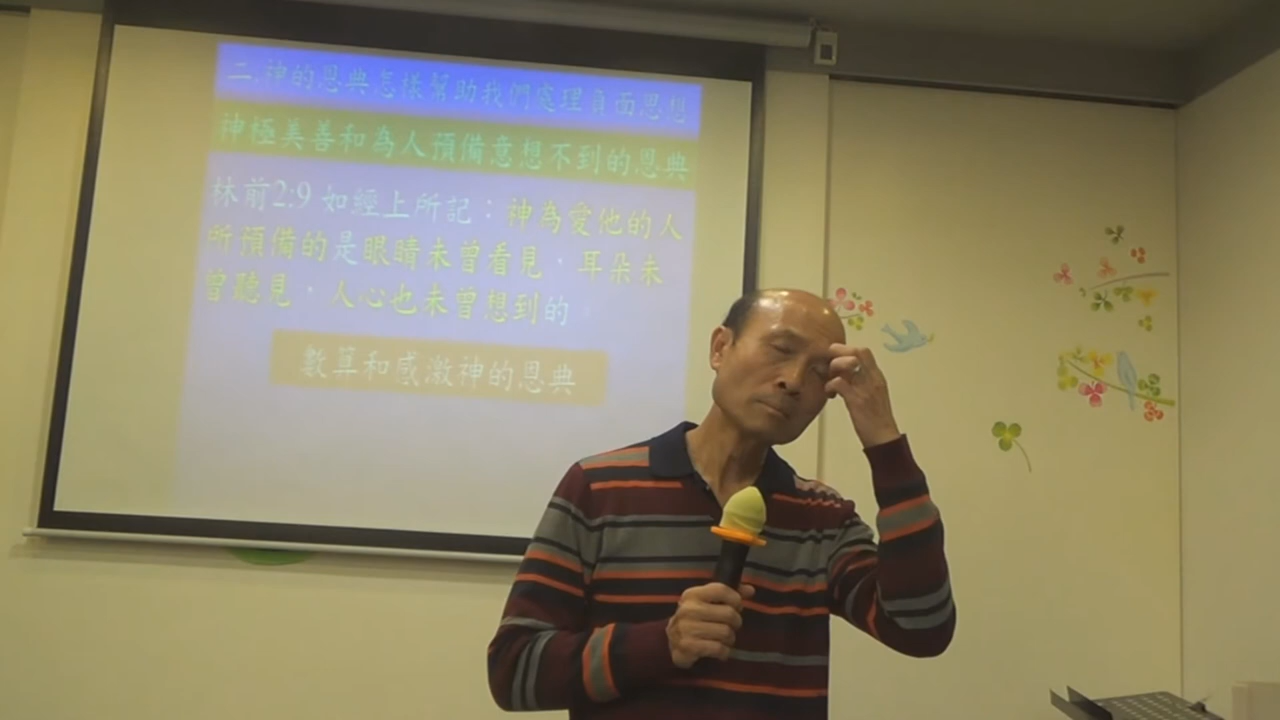 二.神的恩典怎樣幫助我們處理負面思想
神極美善和為人預備意想不到的恩典
林前2:9 如經上所記：神為愛他的人
所預備的是眼睛未曾看見，耳朵未
曾聽見，人心也未曾想到的。
數算和感激神的恩典